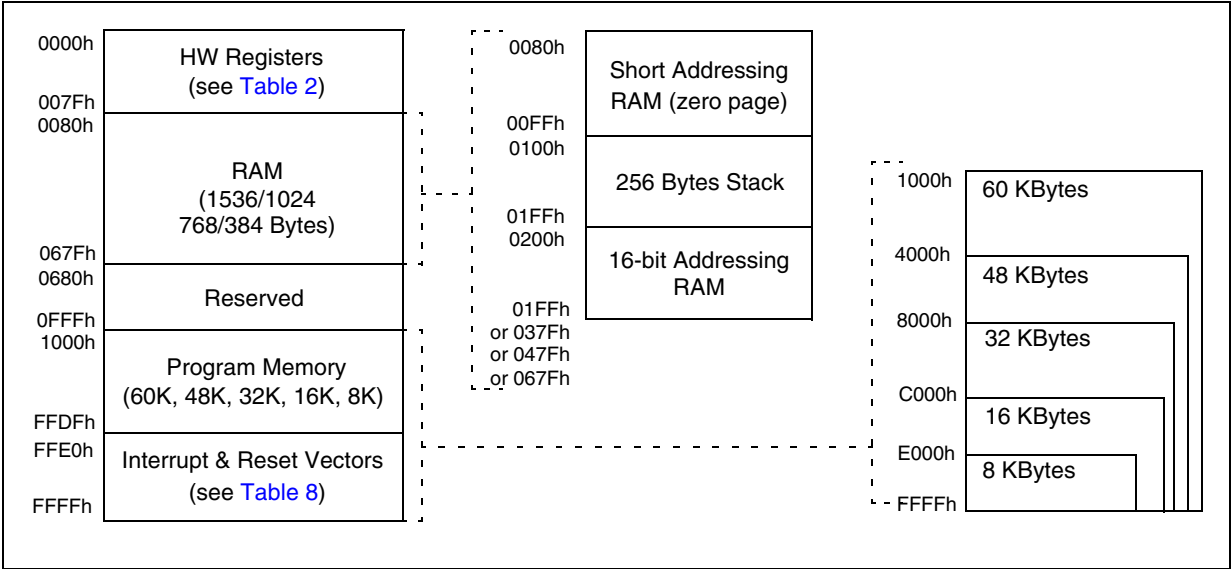 0000h
HW Registers
(see Table 2)
007Fh
0080h
RAM
(1536/1024
768/384 Bytes)
067Fh
0680h
Reserved
0FFFh
1000h
Program Memory
(60K, 48K, 32K, 16K, 8K)
FFDFh
FFE0h
Interrupt & Reset Vectors
(see Table 8)
FFFFh
0080h
Short Addressing
RAM (zero page)
00FFh
0100h
256 Bytes Stack
01FFh
0200h
16-bit Addressing
RAM
01FFh
or 037Fh
or 047Fh
or 067Fh
1000h
60 KBytes
4000h
48 KBytes
8000h
32 KBytes
C000h
16 KBytes
E000h
8 KBytes
FFFFh